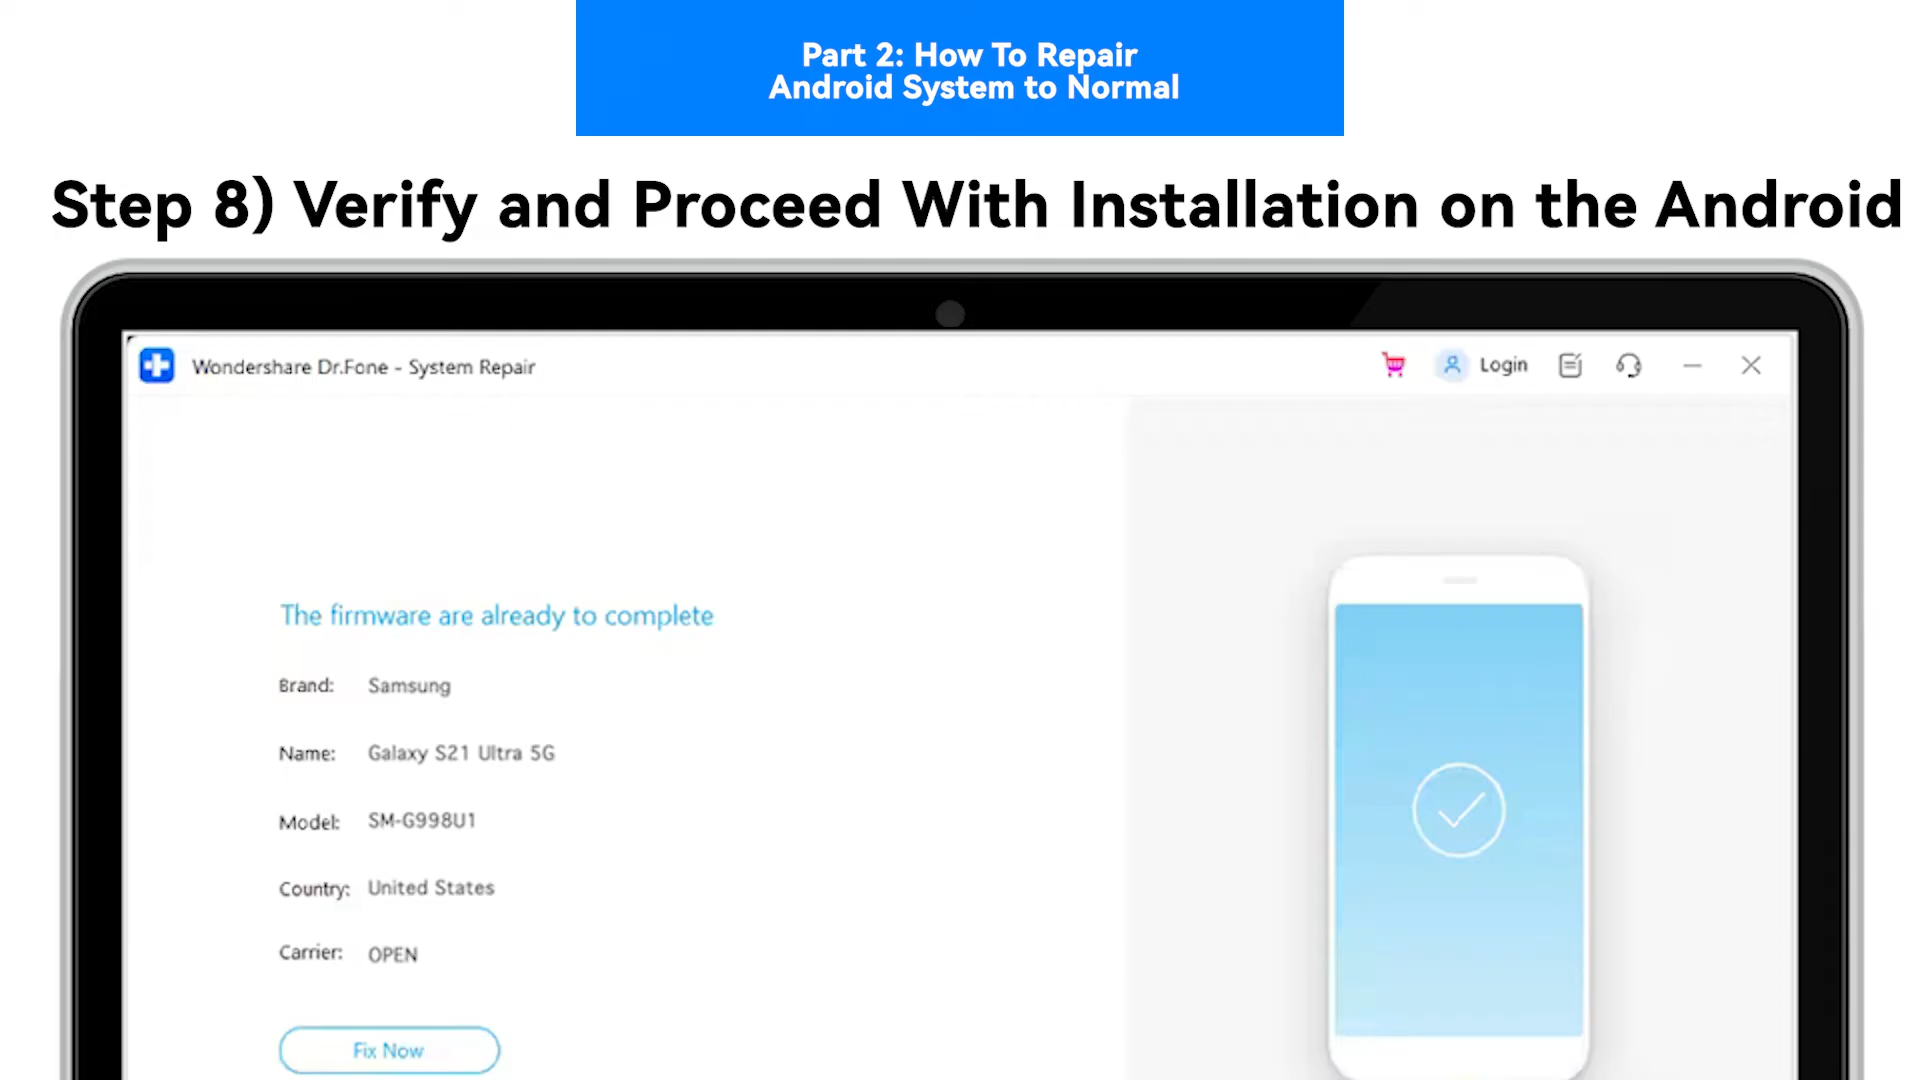 Part 2: How To Repair
Android System to Normal
Step 8) Verify and Proceed With Installation on the Android
Wondershare Dr.Fone - System Repair
Login
The firmware are already to complete
Brand: Samsung
Name: Galaxy S21 Ultra 5G
Model: SM-G998U1
Country: United States
Carrier: OPEN
Fix Now